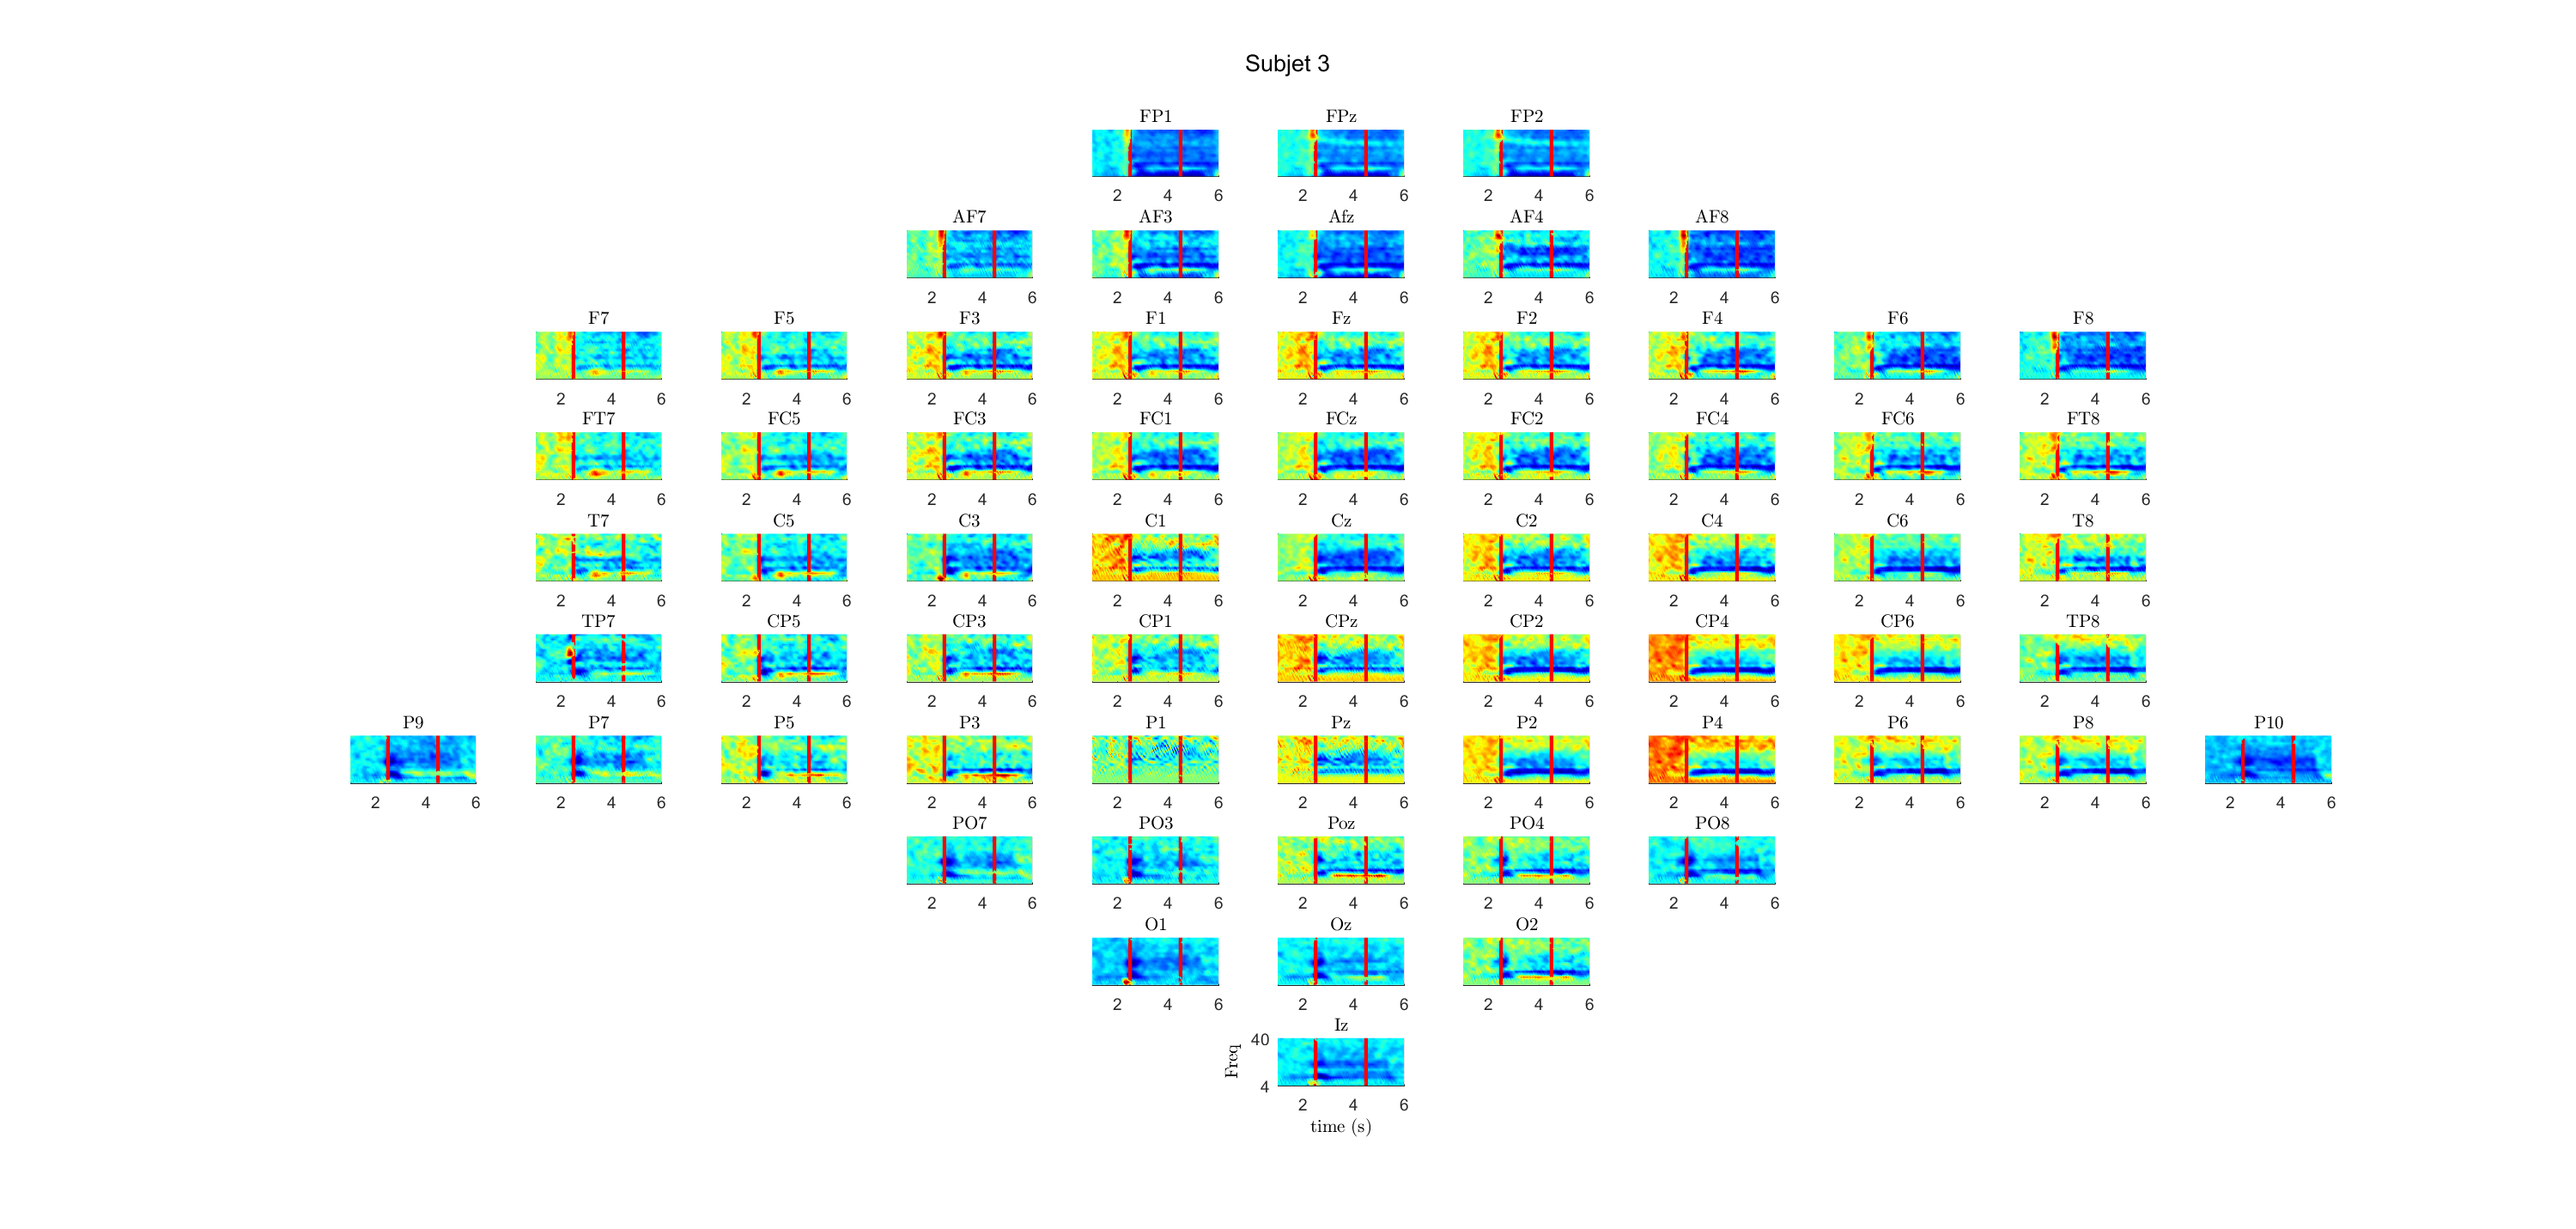 Subjet 3
FP1 FPz FP2
2 4 6 2 4 6 2 4 6
AF7 AF3 Afz AF4 AF8
2 4 6 2 4 6 2 4 6 2 4 6 2 4 6
F7 F5 F3 F1 Fz F2 F4 F6 F8
2 4 6 2 4 6 2 4 6 2 4 6 2 4 6 2 4 6 2 4 6 2 4 6 2 4 6
FT7 FC5 FC3 FC1 FCz FC2 FC4 FC6 FT8
2 4 6 2 4 6 2 4 6 2 4 6 2 4 6 2 4 6 2 4 6 2 4 6 2 4 6
T7 C5 C3 C1 Cz C2 C4 C6 T8
2 4 6 2 4 6 2 4 6 2 4 6 2 4 6 2 4 6 2 4 6 2 4 6 2 4 6
TP7 CP5 CP3 CP1 CPz CP2 CP4 CP6 TP8
2 4 6 2 4 6 2 4 6 2 4 6 2 4 6 2 4 6 2 4 6 2 4 6 2 4 6
P9 P7 P5 P3 P1 Pz P2 P4 P6 P8 P10
2 4 6 2 4 6 2 4 6 2 4 6 2 4 6 2 4 6 2 4 6 2 4 6 2 4 6 2 4 6 2 4 6
PO7 PO3 Poz PO4 PO8
2 4 6 2 4 6 2 4 6 2 4 6 2 4 6
O1 Oz O2
2 4 6 2 4 6 2 4 6
Iz
40
Freq
4
2 4 6
time (s)